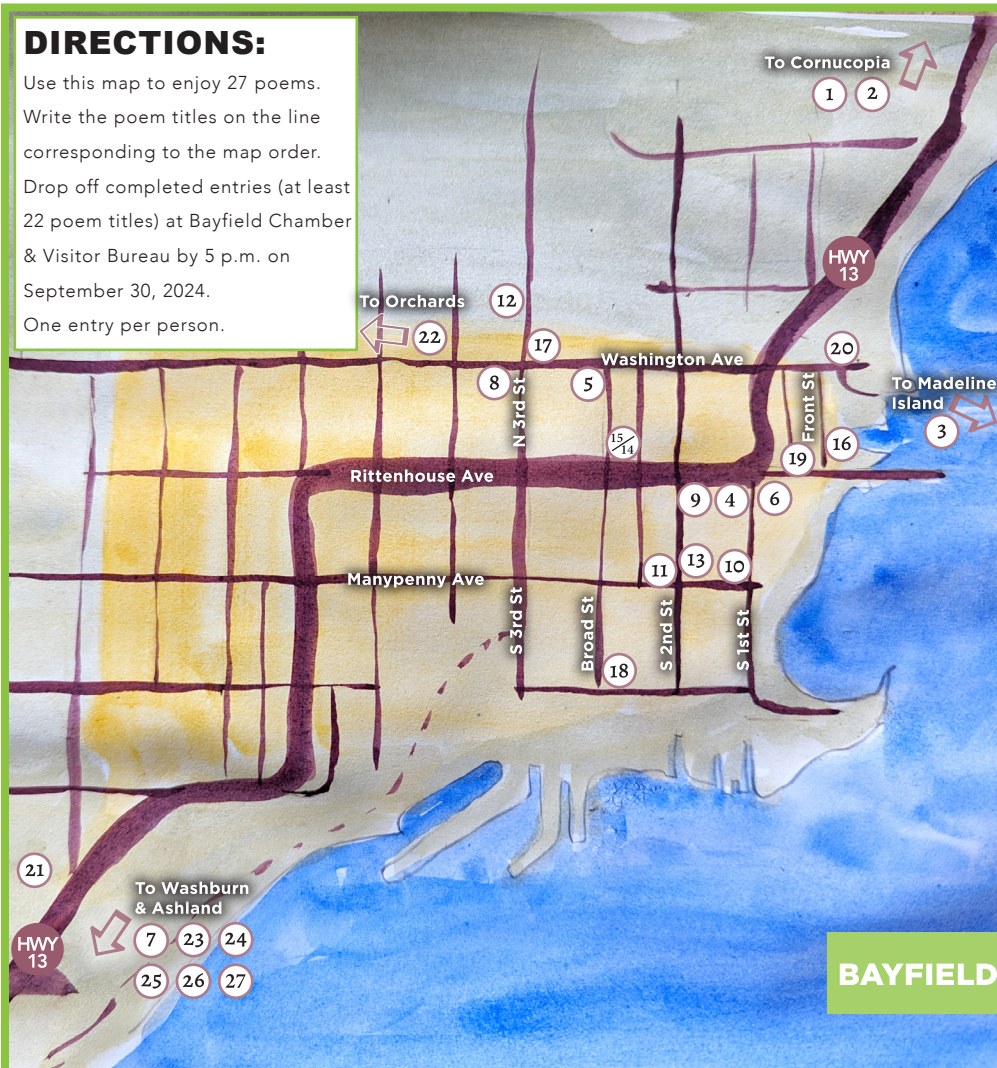 DIRECTIONS:
Use this map to enjoy 27 poems.
Write the poem titles on the line
corresponding to the map order.
Drop off completed entries (at least
22 poem titles) at Bayfield Chamber
& Visitor Bureau by 5 p.m. on
September 30, 2024.
One entry per person.
To Cornucopia
1 2
HWY
13
To Orchards
22
12
17
Washington Ave
20
8
5
N 3rd St
Front St
To Madeline
Island
3
15/14
16
19
Rittenhouse Ave
9 4 6
Manypenny Ave
11 13 10
S 3rd St
Broad St
S 2nd St
S 1st St
18
21
To Washburn
& Ashland
HWY
13
7 23 24
25 26 27
BAYFIELD